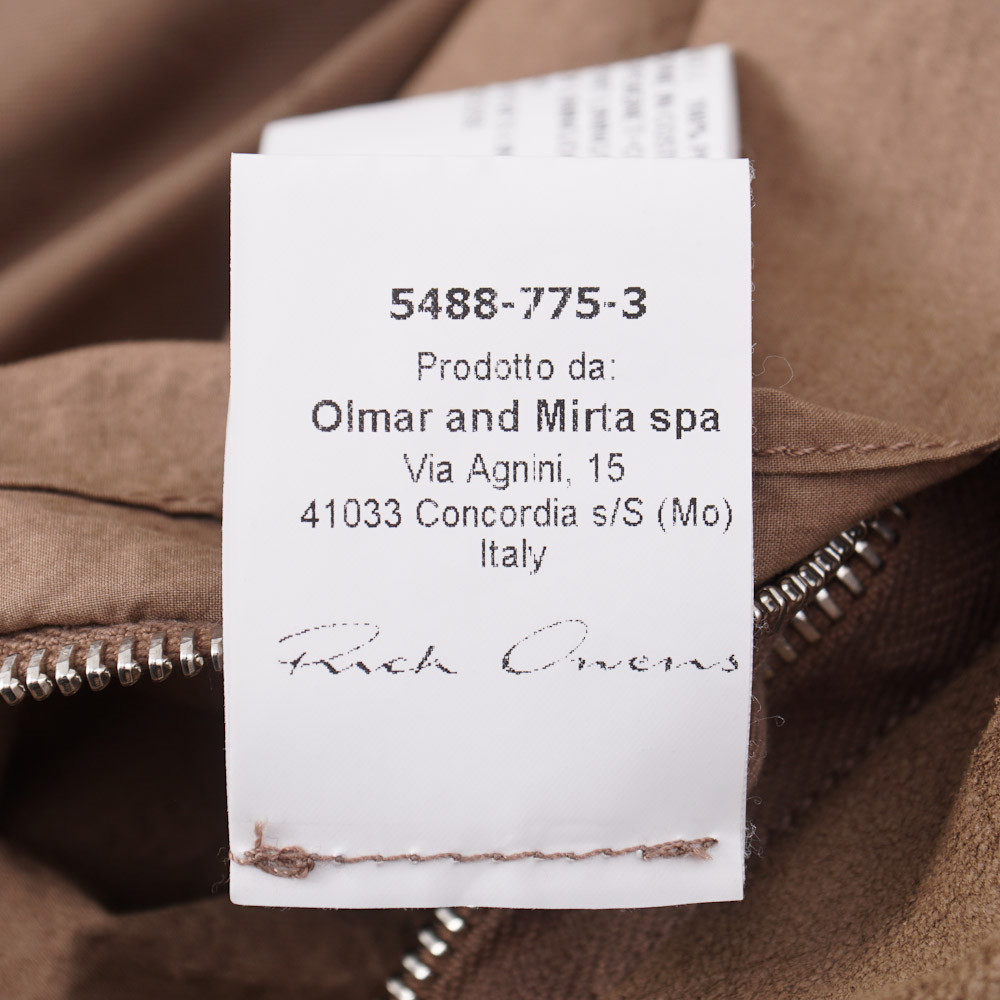 5488-775-3
Prodotto da:
Olmar and Mirta spa
Via Agnini, 15
41033 Concordia s/S (Mo)
Italy
Rick Owens